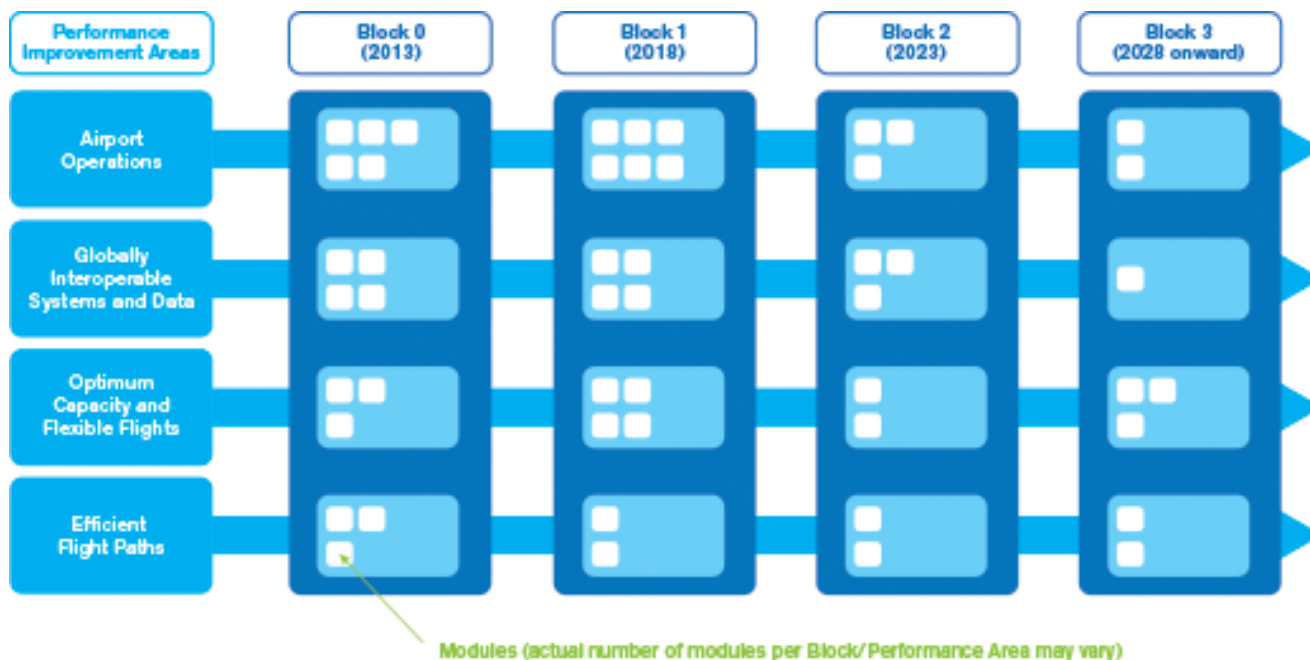 Performance
Improvement Areas
Block 0
(2013)
Block 1
(2018)
Block 2
(2023)
Block 3
(2028 onward)
Airport
Operations
Globally
Interoperable
Systems and Data
Optimum
Capacity and
Flexible Flights
Efficient
Flight Paths
Modules (actual number of modules per Block/Performance Area may vary)